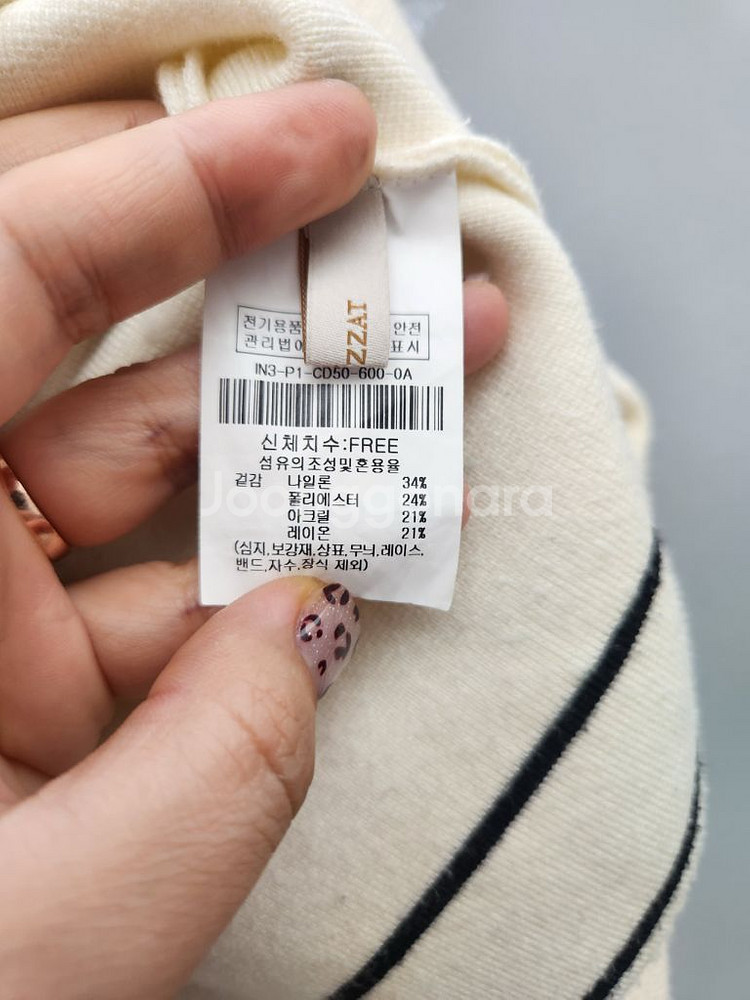 전기용품 안전
관리법에 표시
ZZAT
IN3-P1-CD50-600-0A
신체치수:FREE
섬유의조성및혼용율
겉감 나일론 34%
폴리에스터 24%
아크릴 21%
레이온 21%
(심지,보강재,상표,무늬,레이스,
밴드,자수,장식 제외)